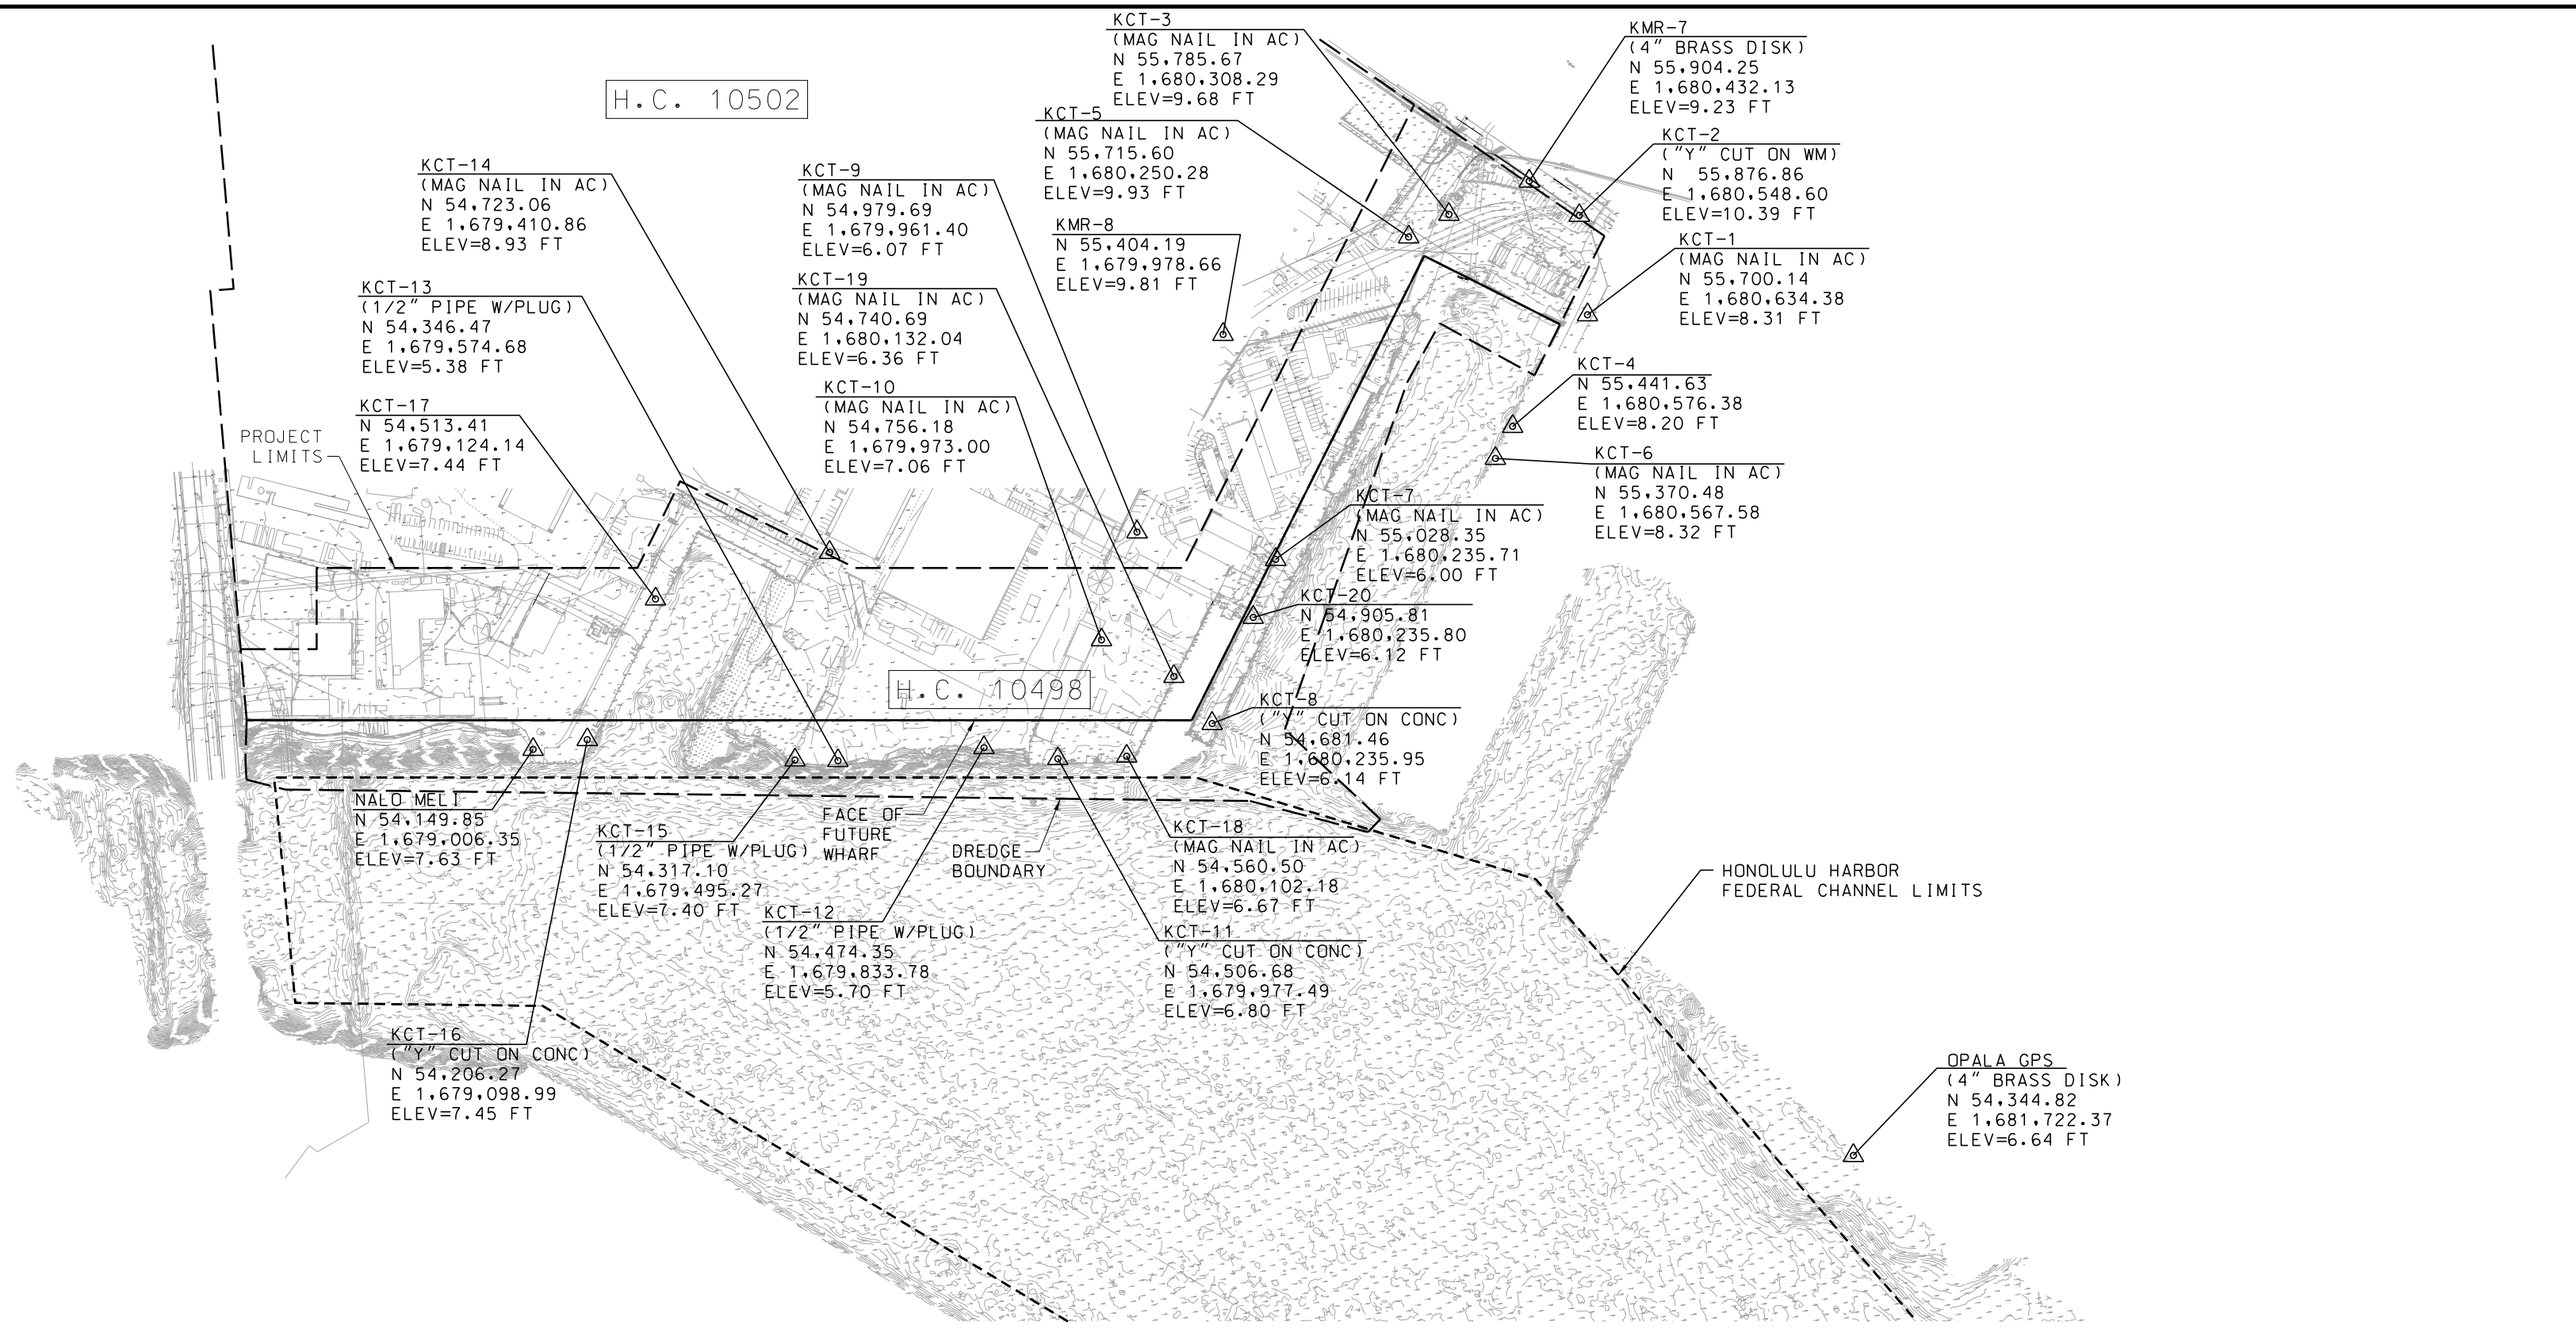 KCT-3
(MAG NAIL IN AC)
N 55,785.67
E 1,680,308.29
ELEV=9.68 FT
KMR-7
(4" BRASS DISK)
N 55,904.25
E 1,680,432.13
ELEV=9.23 FT
H.C. 10502
KCT-5
(MAG NAIL IN AC)
N 55,715.60
E 1,680,250.28
ELEV=9.93 FT
KCT-2
("Y" CUT ON WM)
N 55,876.86
E 1,680,548.60
ELEV=10.39 FT
KCT-14
(MAG NAIL IN AC)
N 54,723.06
E 1,679,410.86
ELEV=8.93 FT
KCT-9
(MAG NAIL IN AC)
N 54,979.69
E 1,679,961.40
ELEV=6.07 FT
KMR-8
N 55,404.19
E 1,679,978.66
ELEV=9.81 FT
KCT-1
(MAG NAIL IN AC)
N 55,700.14
E 1,680,634.38
ELEV=8.31 FT
KCT-13
(1/2" PIPE W/PLUG)
N 54,346.47
E 1,679,574.68
ELEV=5.38 FT
KCT-19
(MAG NAIL IN AC)
N 54,740.69
E 1,680,132.04
ELEV=6.36 FT
KCT-4
N 55,441.63
E 1,680,576.38
ELEV=8.20 FT
KCT-17
N 54,513.41
E 1,679,124.14
ELEV=7.44 FT
KCT-10
(MAG NAIL IN AC)
N 54,756.18
E 1,679,973.00
ELEV=7.06 FT
PROJECT
LIMITS
KCT-6
(MAG NAIL IN AC)
N 55,370.48
E 1,680,567.58
ELEV=8.32 FT
KCT-7
(MAG NAIL IN AC)
N 55,028.35
E 1,680,235.71
ELEV=6.00 FT
KCT-20
N 54,905.81
E 1,680,235.80
ELEV=6.12 FT
H.C. 10498
KCT-8
("Y" CUT ON CONC)
N 54,681.46
E 1,680,235.95
ELEV=6.14 FT
NALO MELI
N 54,149.85
E 1,679,006.35
ELEV=7.63 FT
KCT-15
(1/2" PIPE W/PLUG)
N 54,317.10
E 1,679,495.27
ELEV=7.40 FT
FACE OF
FUTURE
WHARF
DREDGE
BOUNDARY
KCT-18
(MAG NAIL IN AC)
N 54,560.50
E 1,680,102.18
ELEV=6.67 FT
HONOLULU HARBOR
FEDERAL CHANNEL LIMITS
KCT-12
(1/2" PIPE W/PLUG)
N 54,474.35
E 1,679,833.78
ELEV=5.70 FT
KCT-11
("Y" CUT ON CONC)
N 54,506.68
E 1,679,977.49
ELEV=6.80 FT
KCT-16
("Y" CUT ON CONC)
N 54,206.27
E 1,679,098.99
ELEV=7.45 FT
OPALA GPS
(4" BRASS DISK)
N 54,344.82
E 1,681,722.37
ELEV=6.64 FT